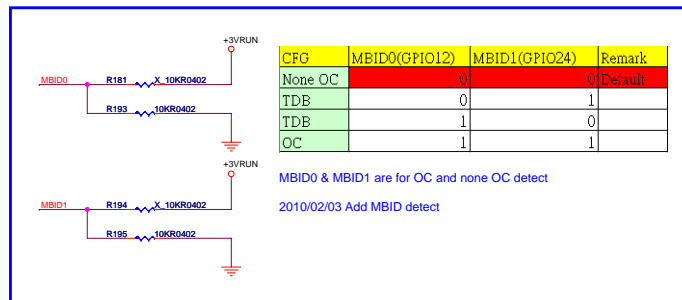 +3VRUN
MBID0 R181 X_10KR0402
R193 10KR0402
+3VRUN
MBID1 R194 X_10KR0402
R195 10KR0402
CFG MBID0(GPIO12) MBID1(GPIO24) Remark
None OC 0 0 Default
TDB 0 1
TDB 1 0
OC 1 1
MBID0 & MBID1 are for OC and none OC detect
2010/02/03 Add MBID detect